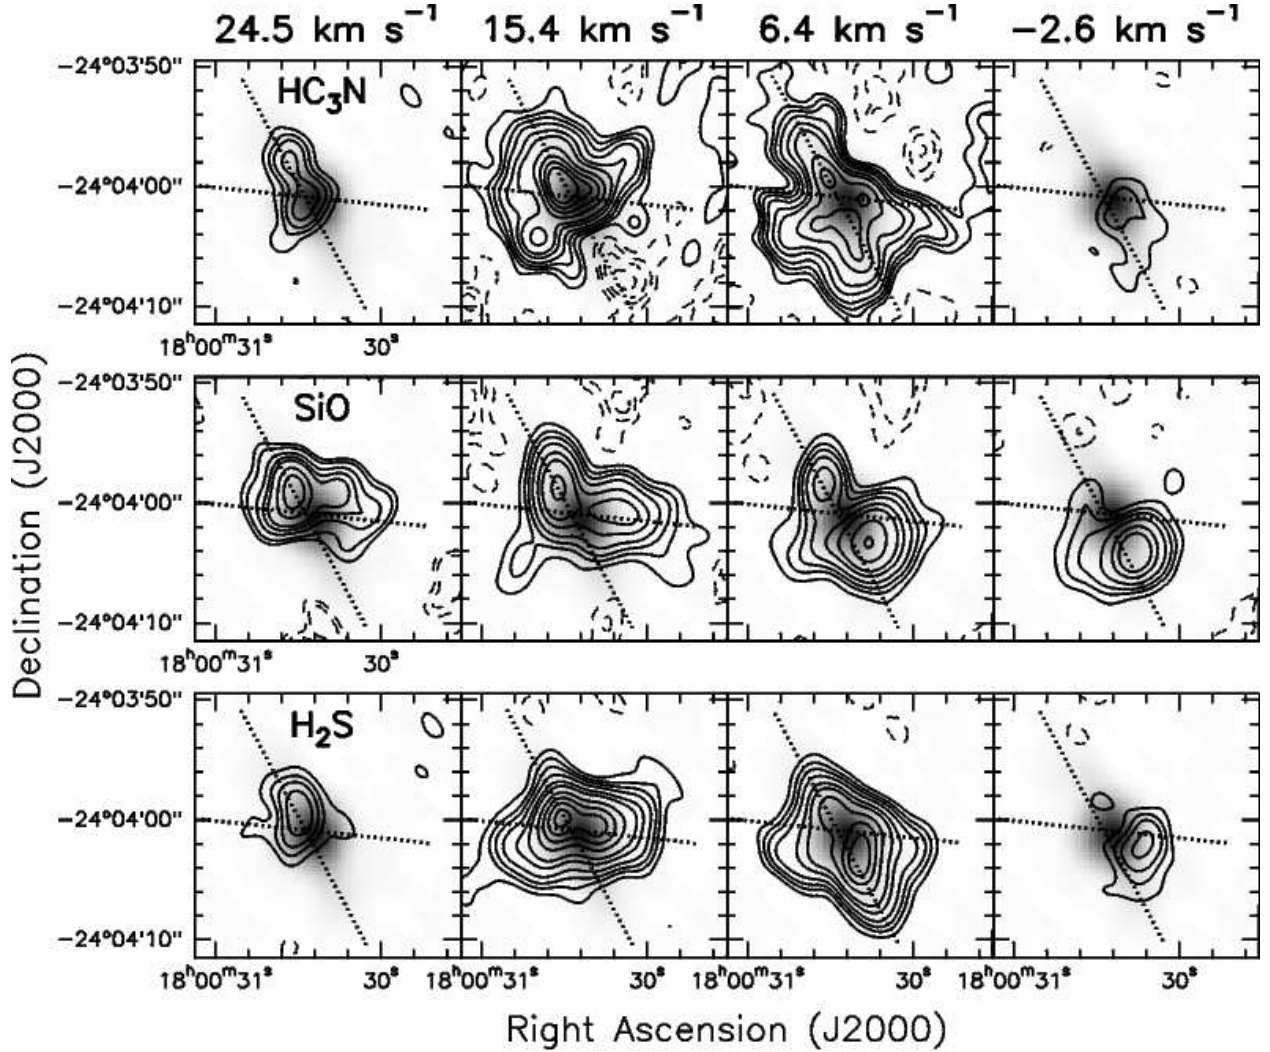 24.5 km s⁻¹ 15.4 km s⁻¹ 6.4 km s⁻¹ −2.6 km s⁻¹
−24°03'50"
HC₃N
−24°04'00"
−24°04'10"
18ʰ00ᵐ31ˢ 30ˢ
−24°03'50"
SiO
−24°04'00"
−24°04'10"
18ʰ00ᵐ31ˢ 30ˢ
−24°03'50"
H₂S
−24°04'00"
−24°04'10"
18ʰ00ᵐ31ˢ 30ˢ 18ʰ00ᵐ31ˢ 30ˢ 18ʰ00ᵐ31ˢ 30ˢ 18ʰ00ᵐ31ˢ 30ˢ
Declination (J2000)
Right Ascension (J2000)